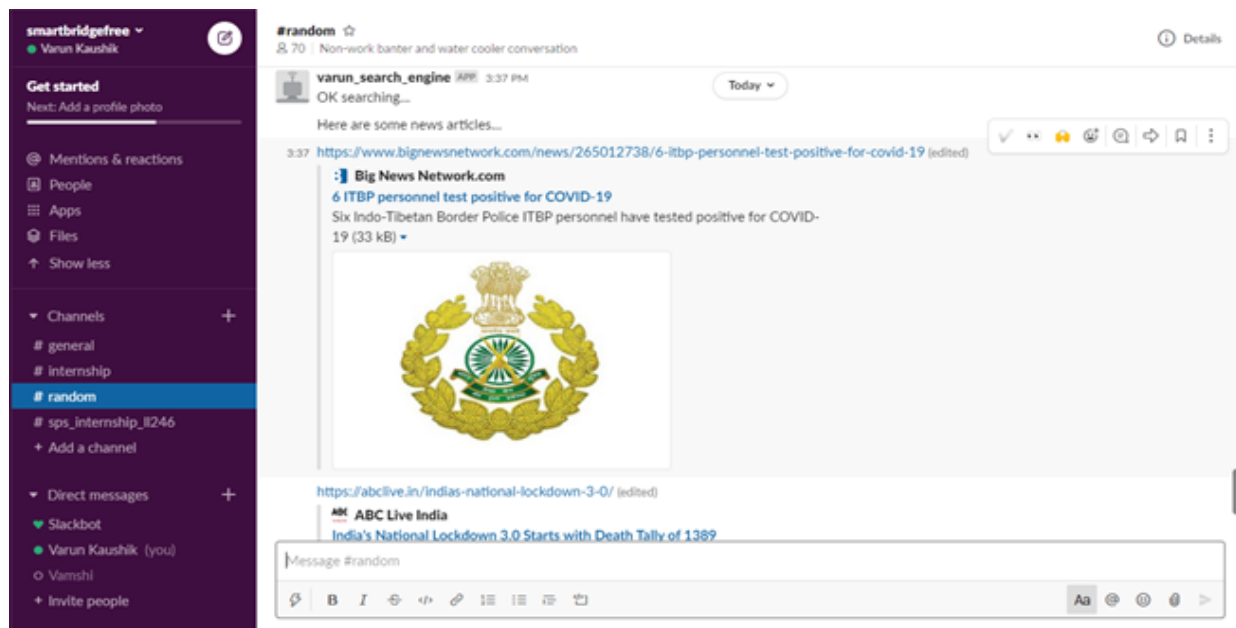 smartbridgefree
Varun Kaushik
Get started
Next: Add a profile photo
Mentions & reactions
People
Apps
Files
Show less
Channels
# general
# internship
# random
# sps_internship_ll246
+ Add a channel
Direct messages
Slackbot
Varun Kaushik (you)
Vamshi
+ Invite people
#random
70 | Non-work banter and water cooler conversation
Details
Today
varun_search_engine APP 3:37 PM
OK searching...
Here are some news articles...
3:37 https://www.bignewsnetwork.com/news/265012738/6-itbp-personnel-test-positive-for-covid-19 (edited)
Big News Network.com
6 ITBP personnel test positive for COVID-19
Six Indo-Tibetan Border Police ITBP personnel have tested positive for COVID-
19 (33 kB)
https://abclive.in/indias-national-lockdown-3-0/ (edited)
ABC ABC Live India
India's National Lockdown 3.0 Starts with Death Tally of 1389
Message #random
B I S </>
Aa @